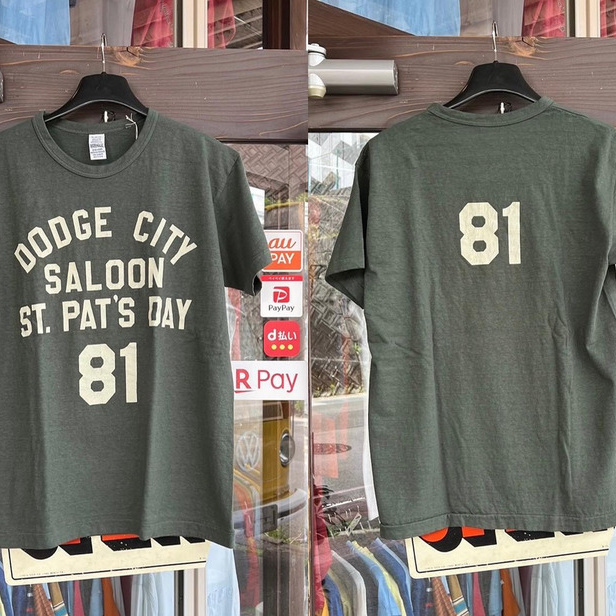 DODGE CITY
SALOON
ST. PAT'S DAY
81
au
PAY
PayPay
d払い
R Pay
81